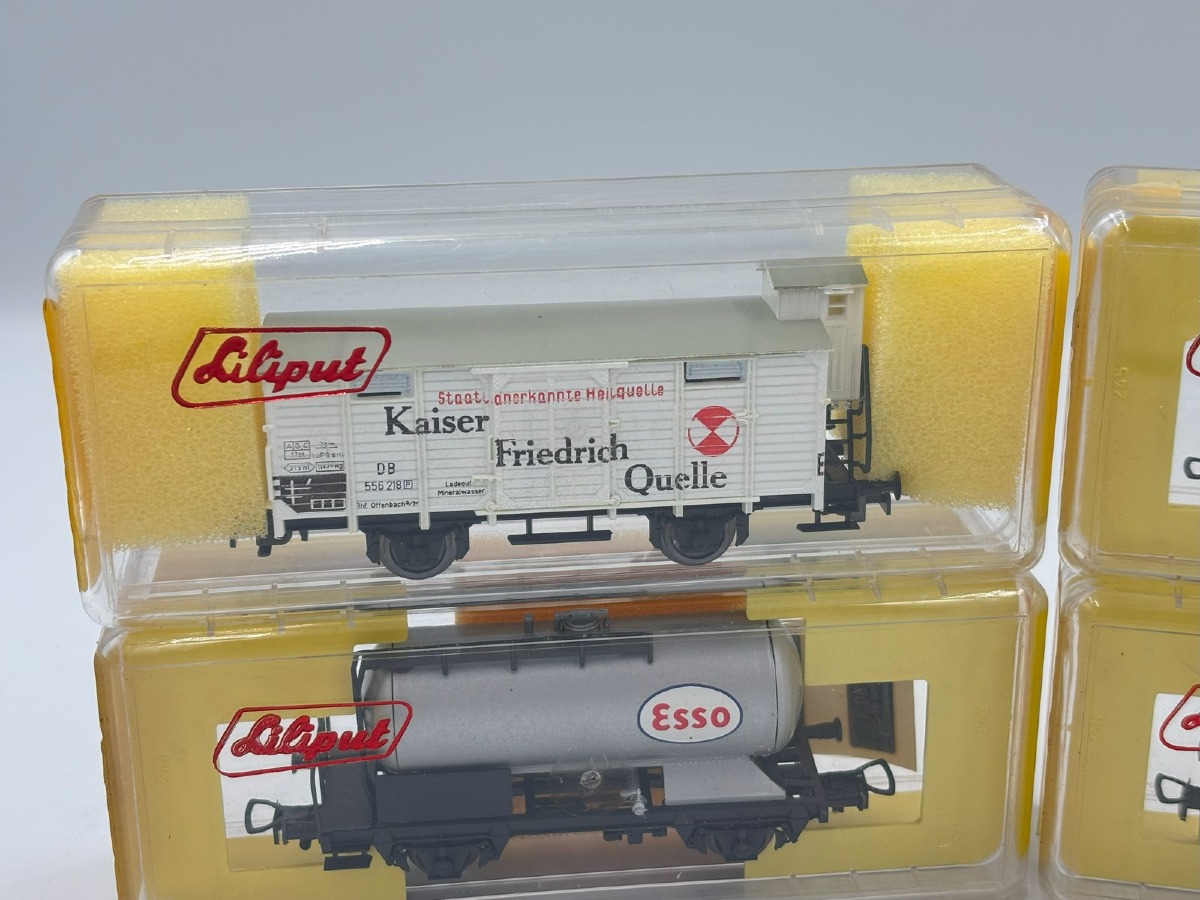 Liliput
Staatl. anerkannte Heilquelle
Kaiser
Friedrich
Quelle
DB
556 218 P
Ladegut
Mineralwasser
Bhf. Offenbach a/M
Liliput
Esso